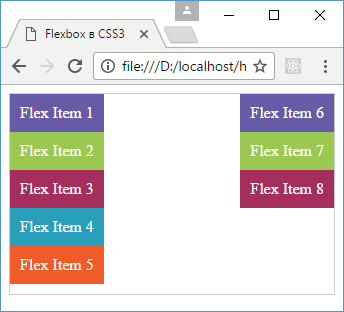 Flexbox в CSS3
file:///D:/localhost/h
Flex Item 1
Flex Item 2
Flex Item 3
Flex Item 4
Flex Item 5
Flex Item 6
Flex Item 7
Flex Item 8